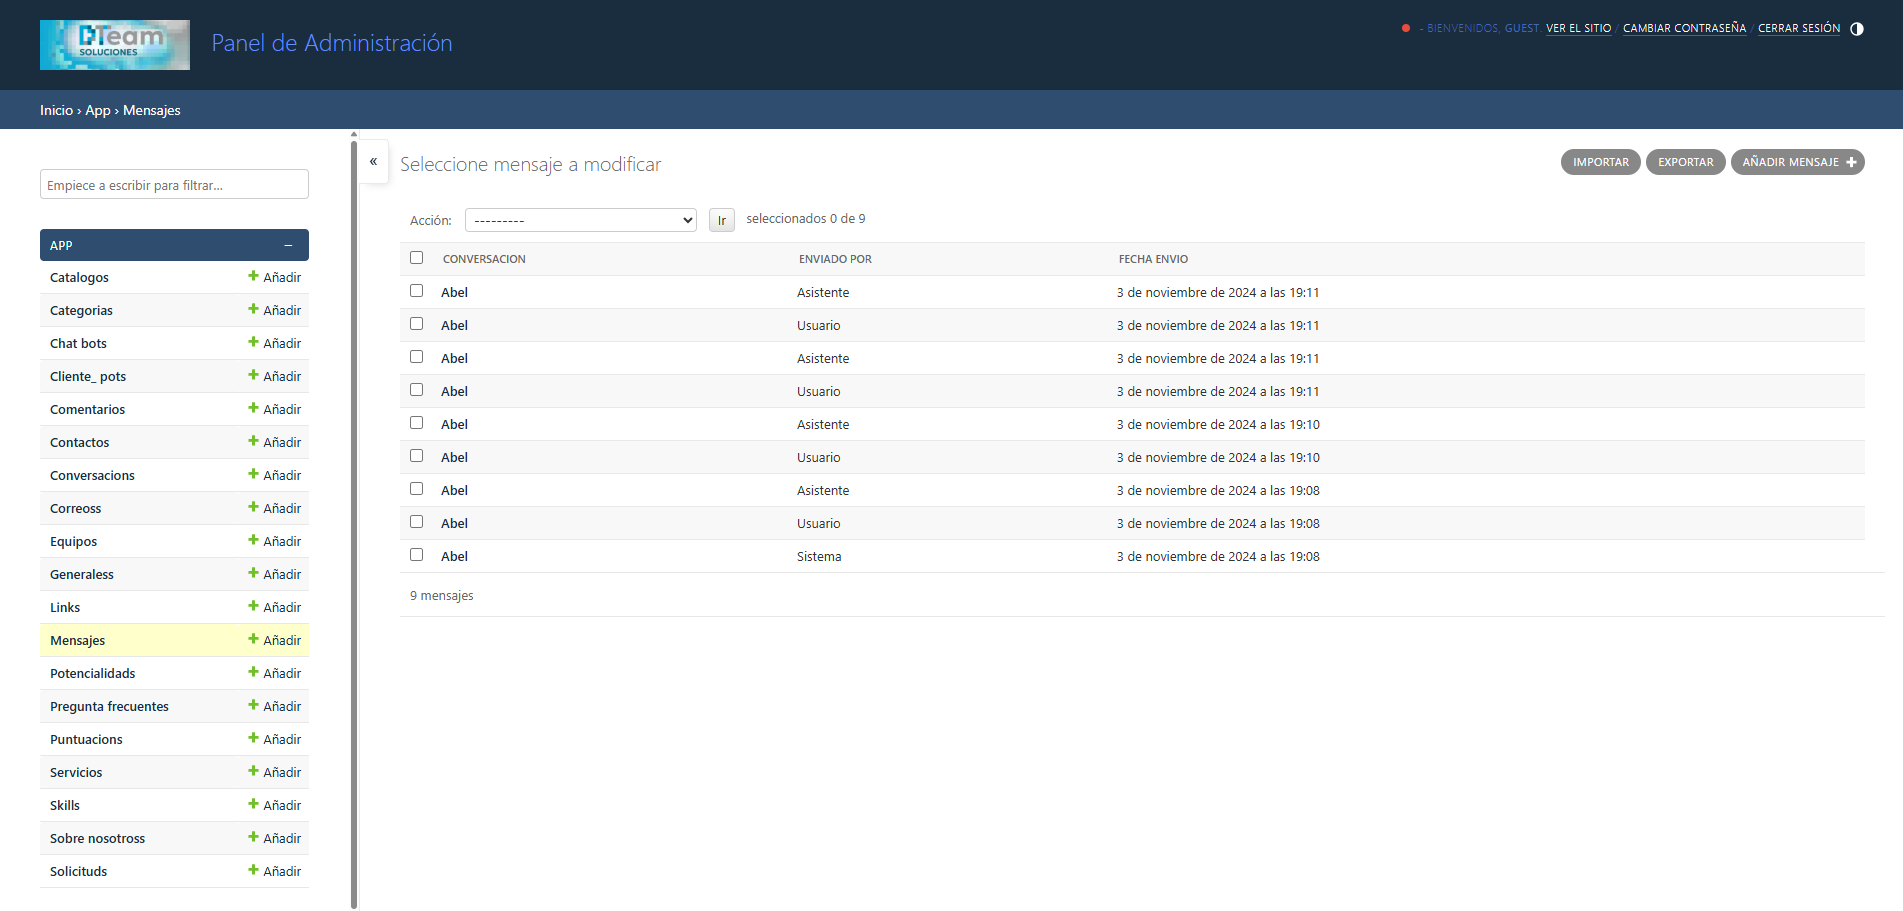 DTeam
SOLUCIONES
Panel de Administración
- BIENVENIDOS, GUEST. VER EL SITIO / CAMBIAR CONTRASEÑA / CERRAR SESIÓN
Inicio › App › Mensajes
Empiece a escribir para filtrar...
APP −
Catalogos Añadir
Categorias Añadir
Chat bots Añadir
Cliente_ pots Añadir
Comentarios Añadir
Contactos Añadir
Conversacions Añadir
Correoss Añadir
Equipos Añadir
Generaless Añadir
Links Añadir
Mensajes Añadir
Potencialidads Añadir
Pregunta frecuentes Añadir
Puntuacions Añadir
Servicios Añadir
Skills Añadir
Sobre nosotross Añadir
Solicituds Añadir
«
Seleccione mensaje a modificar
IMPORTAR EXPORTAR AÑADIR MENSAJE
Acción: --------- Ir seleccionados 0 de 9
CONVERSACION ENVIADO POR FECHA ENVIO
Abel Asistente 3 de noviembre de 2024 a las 19:11
Abel Usuario 3 de noviembre de 2024 a las 19:11
Abel Asistente 3 de noviembre de 2024 a las 19:11
Abel Usuario 3 de noviembre de 2024 a las 19:11
Abel Asistente 3 de noviembre de 2024 a las 19:10
Abel Usuario 3 de noviembre de 2024 a las 19:10
Abel Asistente 3 de noviembre de 2024 a las 19:08
Abel Usuario 3 de noviembre de 2024 a las 19:08
Abel Sistema 3 de noviembre de 2024 a las 19:08
9 mensajes